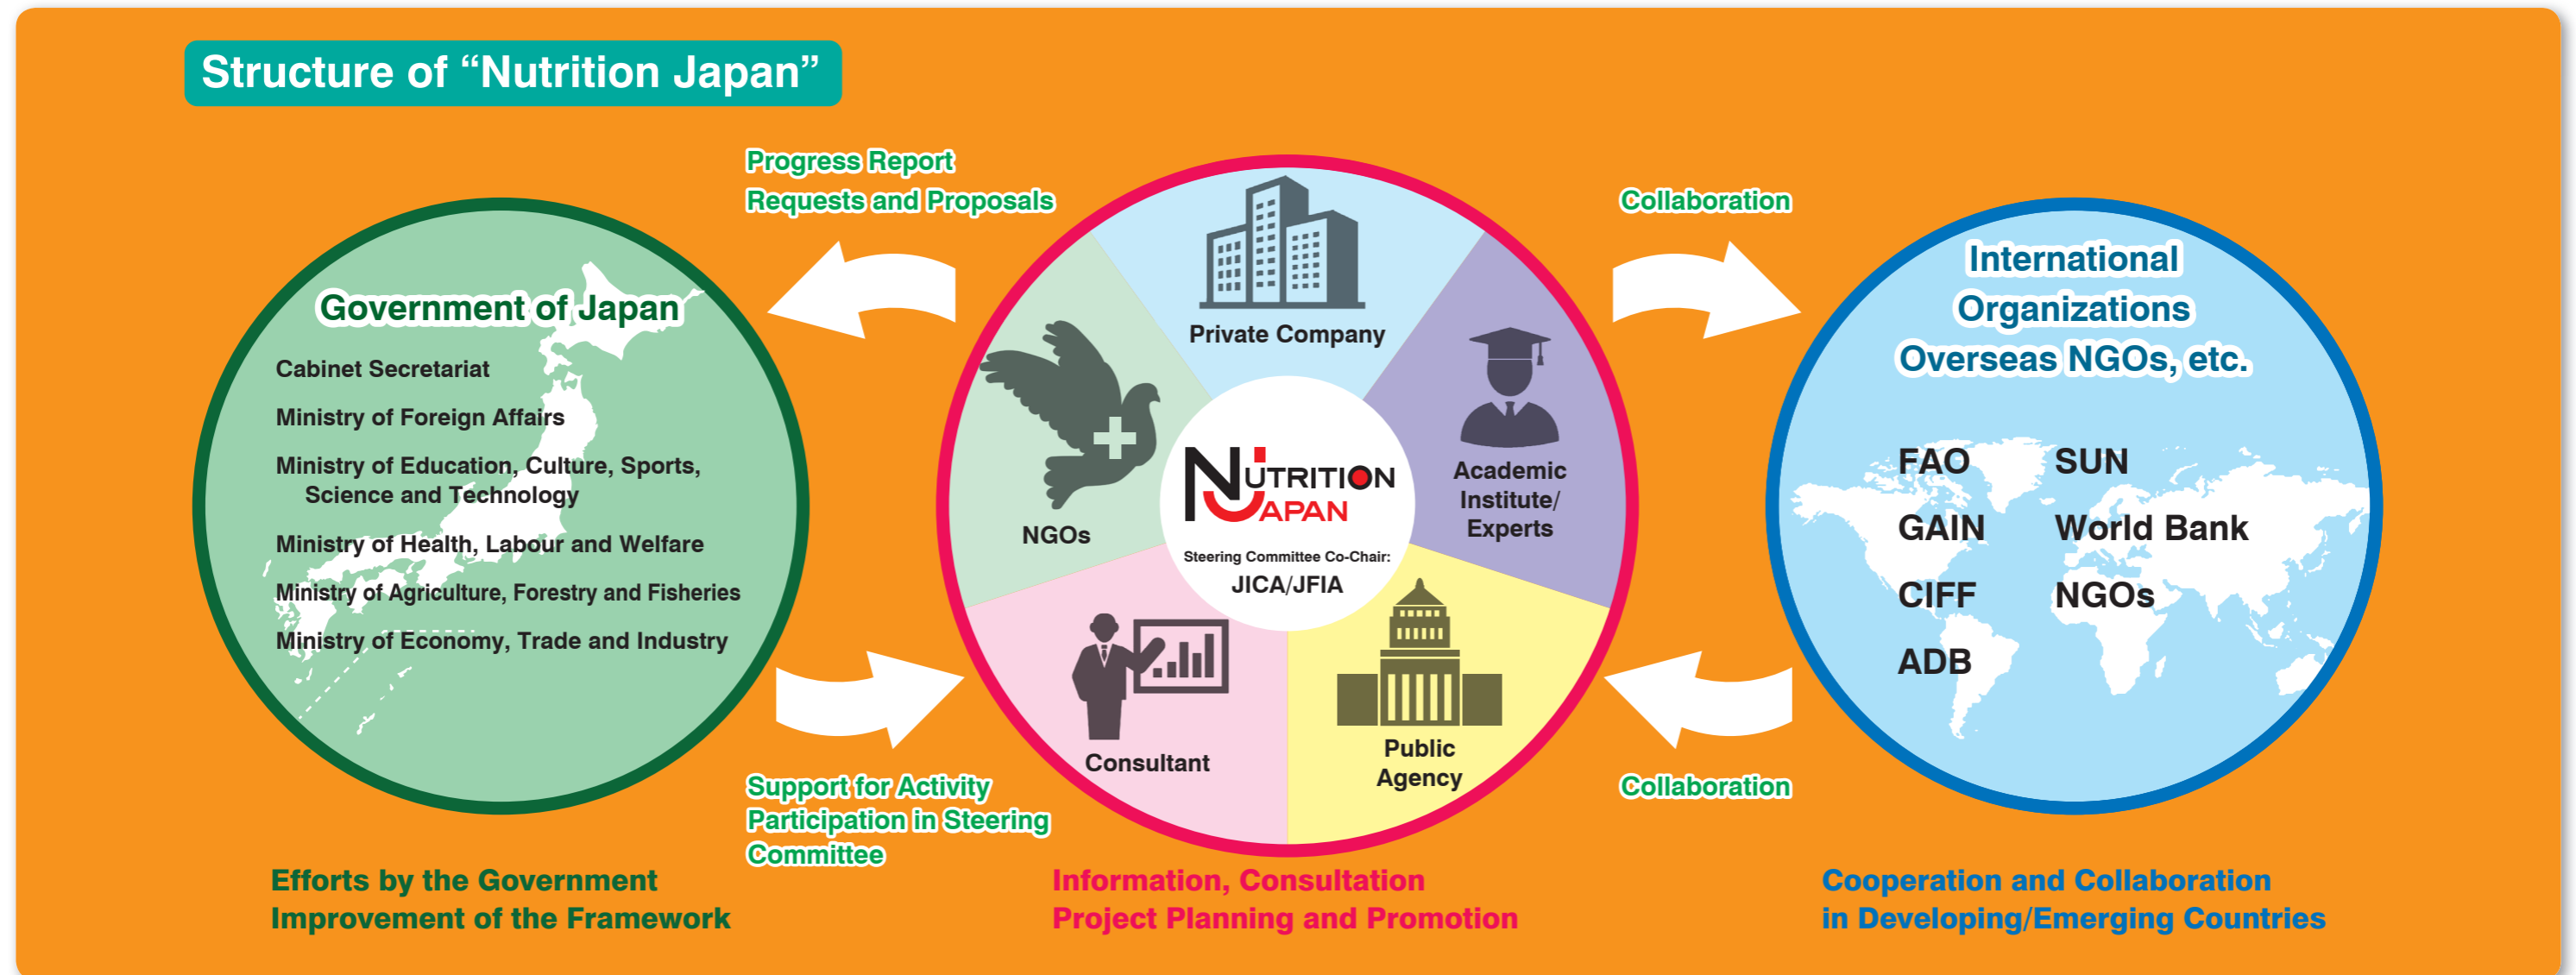 Structure of “Nutrition Japan”
Progress Report
Requests and Proposals
Collaboration
Government of Japan
Cabinet Secretariat
Ministry of Foreign Affairs
Ministry of Education, Culture, Sports,
Science and Technology
Ministry of Health, Labour and Welfare
Ministry of Agriculture, Forestry and Fisheries
Ministry of Economy, Trade and Industry
Support for Activity
Participation in Steering
Committee
Efforts by the Government
Improvement of the Framework
Private Company
NGOs
Academic
Institute/
Experts
NUTRITION
JAPAN
Steering Committee Co-Chair:
JICA/JFIA
Consultant
Public
Agency
Information, Consultation
Project Planning and Promotion
International
Organizations
Overseas NGOs, etc.
FAO
GAIN
CIFF
ADB
SUN
World Bank
NGOs
Collaboration
Cooperation and Collaboration
in Developing/Emerging Countries